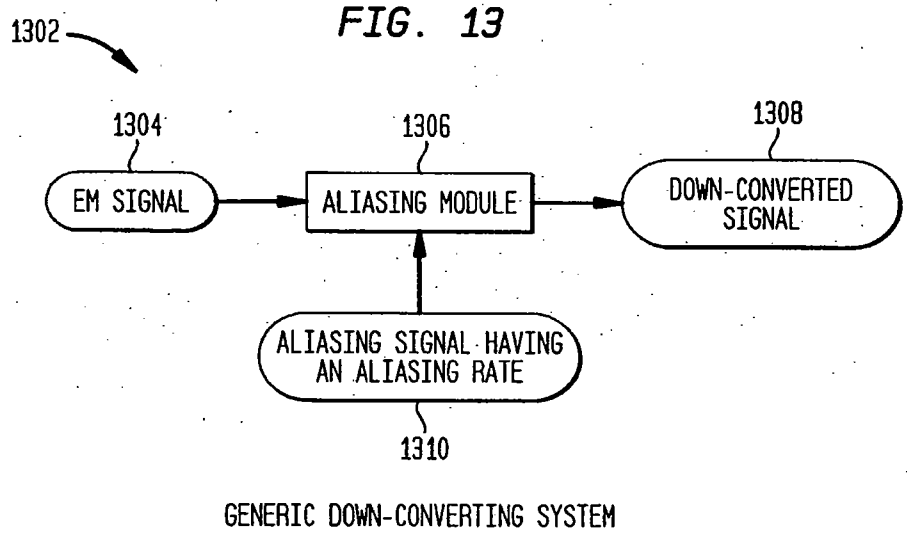 FIG. 13
1302
1304
1306
1308
EM SIGNAL
ALIASING MODULE
DOWN-CONVERTED
SIGNAL
ALIASING SIGNAL HAVING
AN ALIASING RATE
1310
GENERIC DOWN-CONVERTING SYSTEM